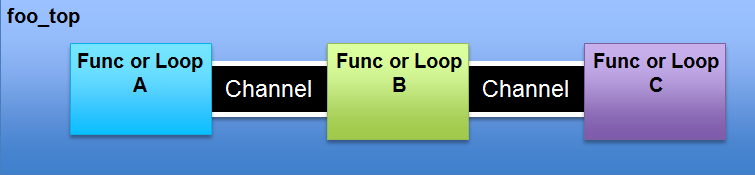 foo_top
Func or Loop
A
Channel
Func or Loop
B
Channel
Func or Loop
C